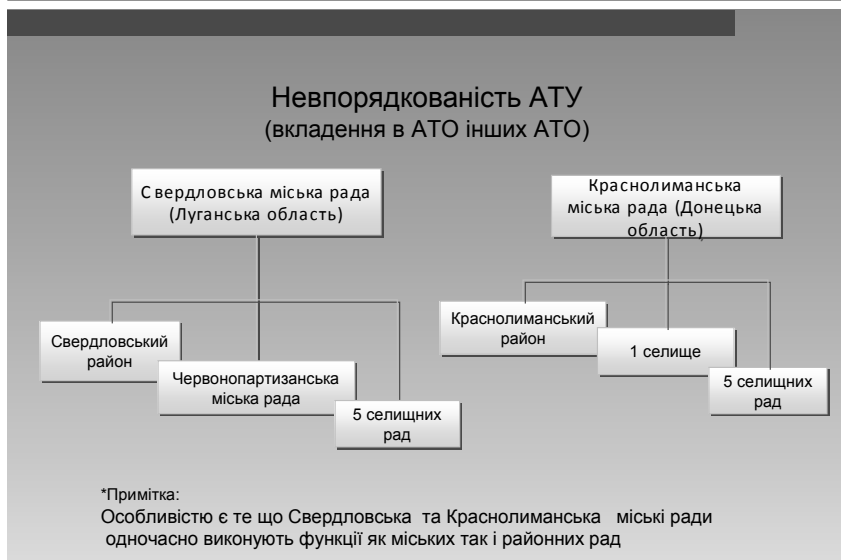 Невпорядкованість АТУ
(вкладення в АТО інших АТО)
Свердловська міська рада
(Луганська область)
Краснолиманська
міська рада (Донецька
область)
Свердловський
район
Червонопартизанська
міська рада
5 селищних
рад
Краснолиманський
район
1 селище
5 селищних
рад
*Примітка:
Особливістю є те що Свердловська та Краснолиманська міські ради
одночасно виконують функції як міських так і районних рад